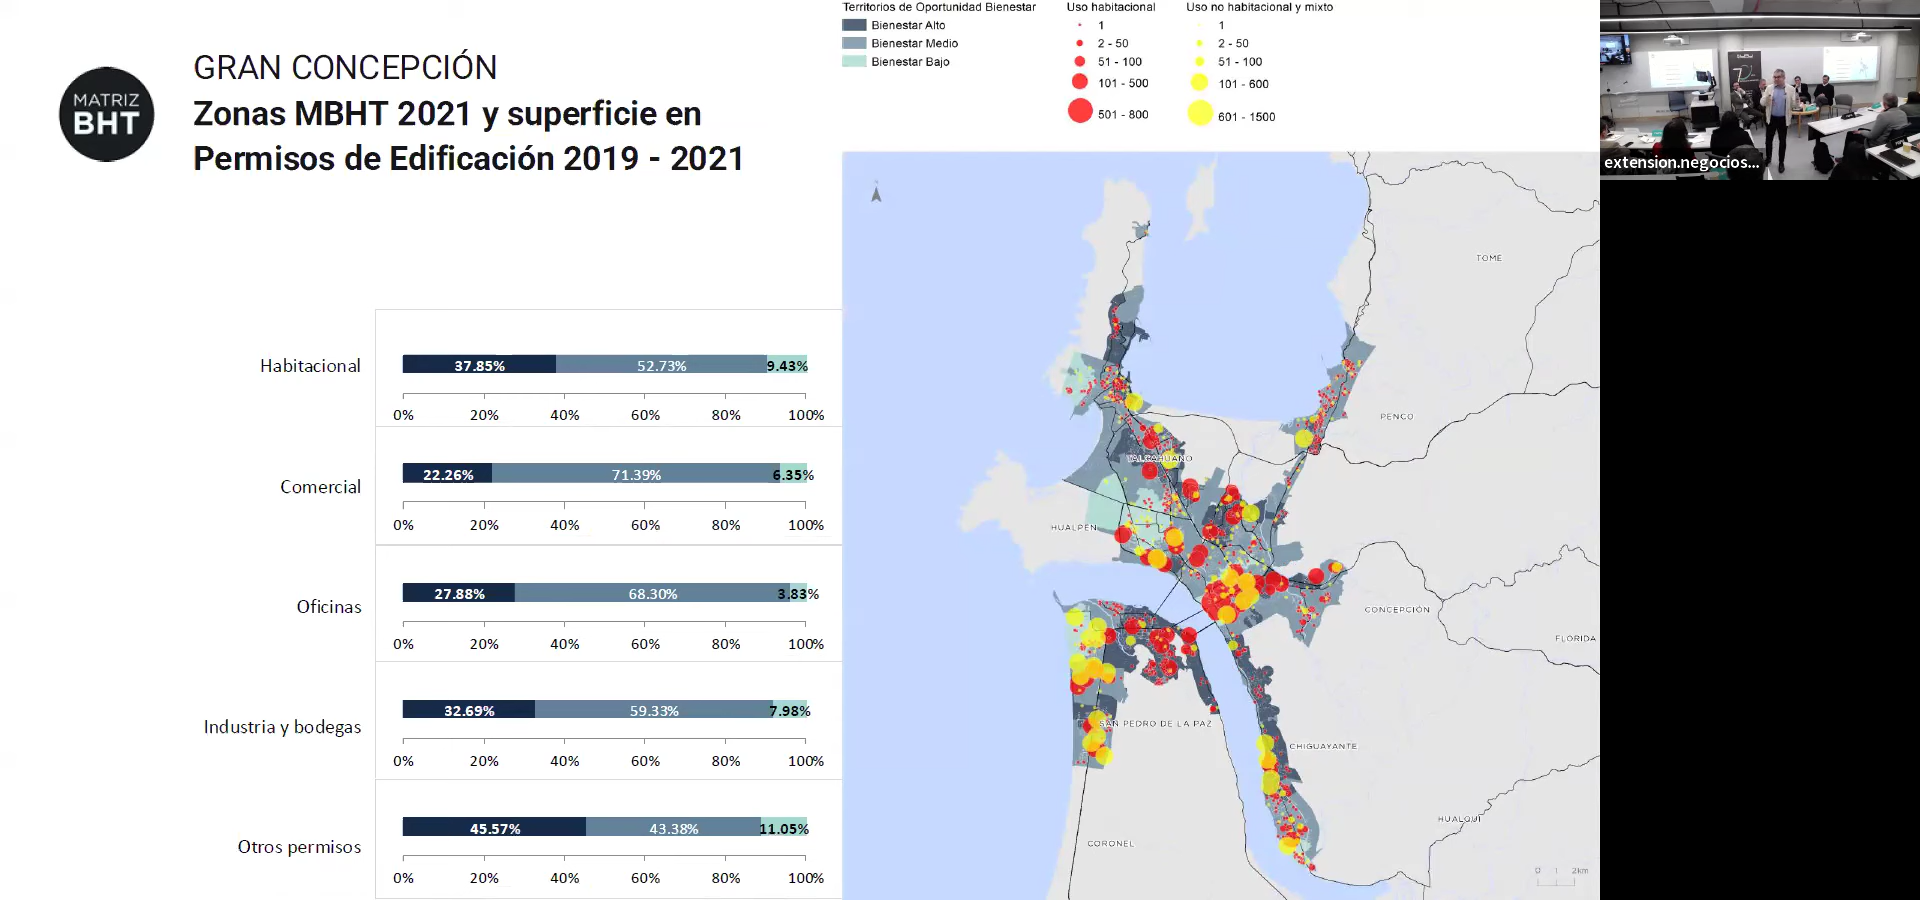 MATRIZ
BHT
GRAN CONCEPCIÓN
Zonas MBHT 2021 y superficie en
Permisos de Edificación 2019 - 2021
Habitacional
37.85% 52.73% 9.43%
0% 20% 40% 60% 80% 100%
Comercial
22.26% 71.39% 6.35%
0% 20% 40% 60% 80% 100%
Oficinas
27.88% 68.30% 3.83%
0% 20% 40% 60% 80% 100%
Industria y bodegas
32.69% 59.33% 7.98%
0% 20% 40% 60% 80% 100%
Otros permisos
45.57% 43.38% 11.05%
0% 20% 40% 60% 80% 100%
Territorios de Oportunidad Bienestar
Bienestar Alto
Bienestar Medio
Bienestar Bajo
Uso habitacional
1
2 - 50
51 - 100
101 - 500
501 - 800
Uso no habitacional y mixto
1
2 - 50
51 - 100
101 - 600
601 - 1500
TOME
PENCO
TALCAHUANO
HUALPEN
CONCEPCIÓN
FLORIDA
SAN PEDRO DE LA PAZ
CHIGUAYANTE
HUALQUI
CORONEL
0 1 2km
extension.negocios...